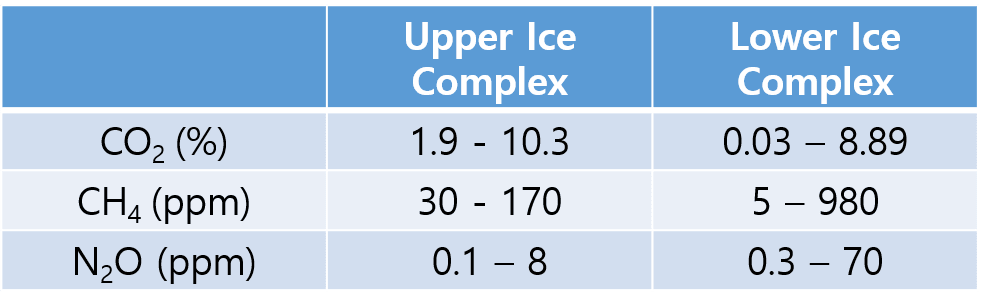 Upper Ice Complex
Lower Ice Complex
CO₂ (%)
1.9 - 10.3
0.03 – 8.89
CH₄ (ppm)
30 - 170
5 – 980
N₂O (ppm)
0.1 – 8
0.3 – 70